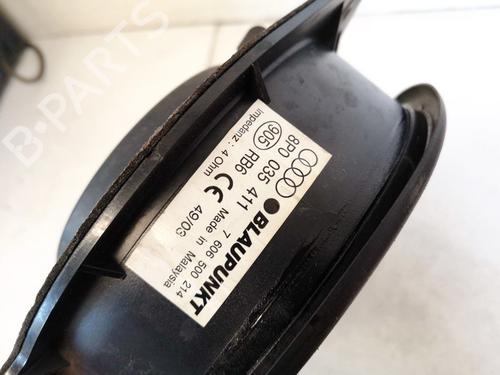 B-PARTS
8P0 035 411
905 RB6 CE 49/03
Impedanz : 4 Ohm
BLAUPUNKT
7 606 500 214
Made in Malaysia